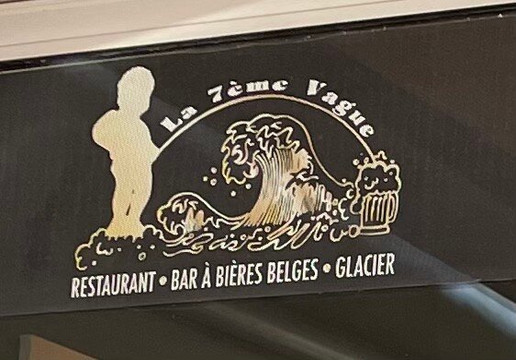 La 7ème Vague
RESTAURANT • BAR À BIÈRES BELGES • GLACIER